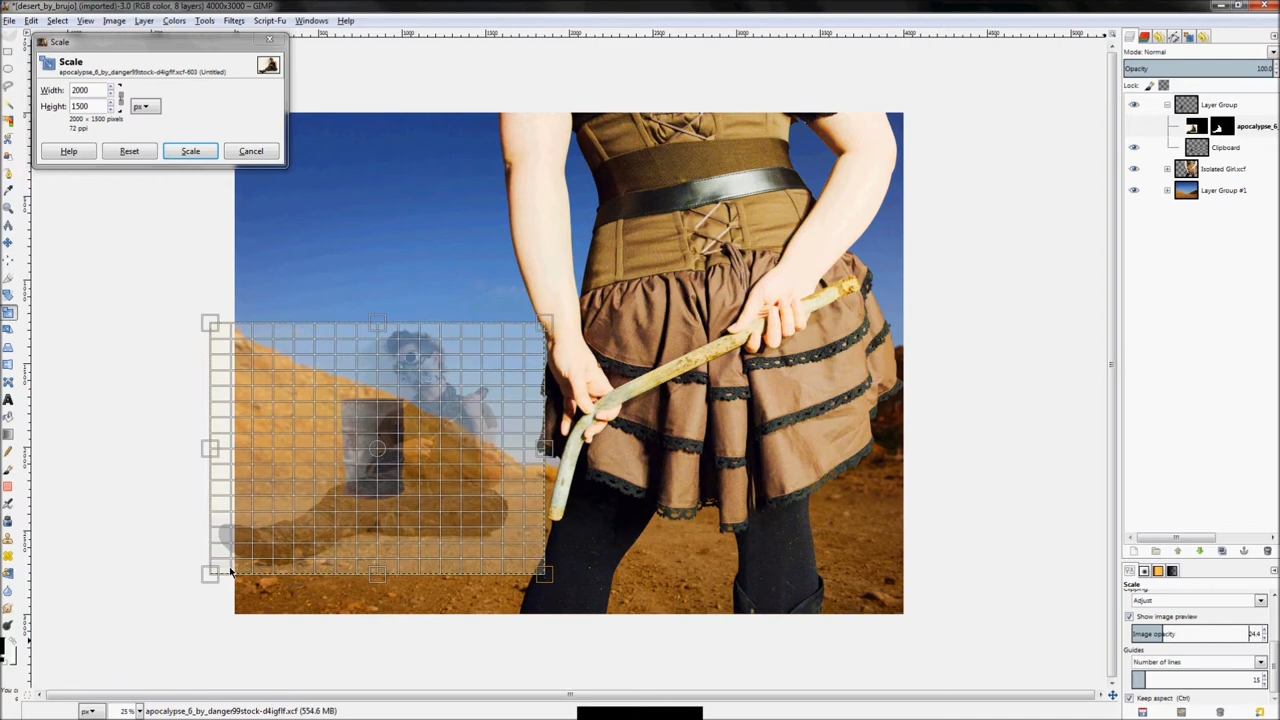 *[desert_by_brujo] (imported)-3.0 (RGB color, 8 layers) 4000x3000 – GIMP
File Edit Select View Image Layer Colors Tools Filters Script-Fu Windows Help
Scale
Scale
apocalypse_6_by_danger99stock-d4igflf.xcf-603 (Untitled)
Width: 2000
Height: 1500 px
2000 × 1500 pixels
72 ppi
Help Reset Scale Cancel
Mode: Normal
Opacity 100.0
Lock:
Layer Group
apocalypse_6
Clipboard
Isolated Girl.xcf
Layer Group #1
Scale
Clipping:
Adjust
Show image preview
Image opacity 24.4
Guides
Number of lines
15
Keep aspect (Ctrl)
px 25% apocalypse_6_by_danger99stock-d4igflf.xcf (554.6 MB)